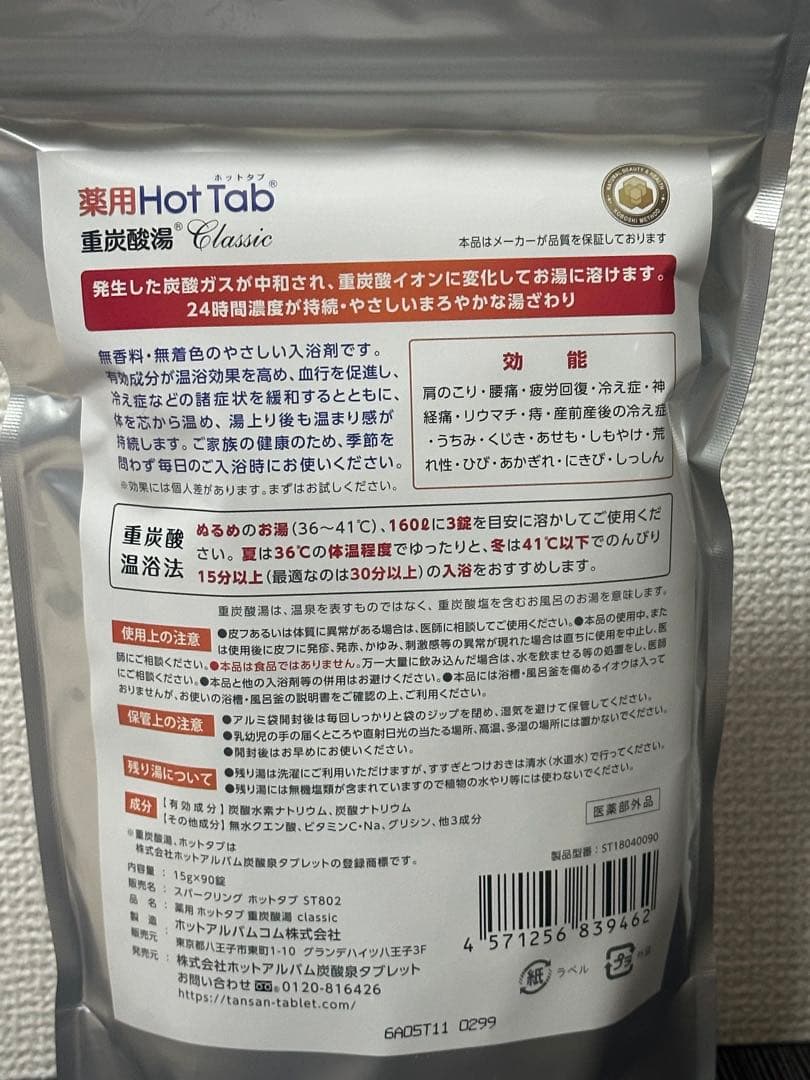 ホットタブ
薬用HotTab®
重炭酸湯® Classic
NATURAL BEAUTY & HEALTH
KOBOSHI METHOD
本品はメーカーが品質を保証しております
発生した炭酸ガスが中和され、重炭酸イオンに変化してお湯に溶けます。
24時間濃度が持続・やさしいまろやかな湯ざわり
無香料・無着色のやさしい入浴剤です。
有効成分が温浴効果を高め、血行を促進し、
冷え症などの諸症状を緩和するとともに、
体を芯から温め、湯上り後も温まり感が
持続します。ご家族の健康のため、季節を
問わず毎日のご入浴時にお使いください。
※効果には個人差があります。まずはお試しください。
効能
肩のこり・腰痛・疲労回復・冷え症・神
経痛・リウマチ・痔・産前産後の冷え症
・うちみ・くじき・あせも・しもやけ・荒
れ性・ひび・あかぎれ・にきび・しっしん
重炭酸
温浴法
ぬるめのお湯(36~41℃)、160ℓに3錠を目安に溶かしてご使用くだ
さい。夏は36℃の体温程度でゆったりと、冬は41℃以下でのんびり
15分以上(最適なのは30分以上)の入浴をおすすめします。
重炭酸湯は、温泉を表すものではなく、重炭酸塩を含むお風呂のお湯を意味します。
使用上の注意
●皮フあるいは体質に異常がある場合は、医師に相談してご使用ください。●本品の使用中、また
は使用後に皮フに発疹、発赤、かゆみ、刺激感等の異常が現れた場合は直ちに使用を中止し、医
師にご相談ください。●本品は食品ではありません。万一大量に飲み込んだ場合は、水を飲ませる等の処置をし、医師
にご相談ください。●本品と他の入浴剤等の併用はお避けください。●本品には浴槽・風呂釜を傷めるイオウは入って
おりませんが、お使いの浴槽・風呂釜の説明書をご確認の上、ご利用ください。
保管上の注意
●アルミ袋開封後は毎回しっかりと袋のジップを閉め、湿気を避けて保管してください。
●乳幼児の手の届くところや直射日光の当たる場所、高温、多湿の場所には置かないでください。
●開封後はお早めにお使いください。
残り湯について
●残り湯は洗濯にご利用いただけますが、すすぎとつけおきは清水(水道水)で行ってください。
●残り湯には無機塩類が含まれていますので植物の水やり等には使わないでください。
成分
【有効成分】炭酸水素ナトリウム、炭酸ナトリウム
【その他成分】無水クエン酸、ビタミンC・Na、グリシン、他3成分
医薬部外品
※重炭酸湯、ホットタブは
株式会社ホットアルバム炭酸泉タブレットの登録商標です。
製品型番:ST18040090
内容量:15g×90錠
販売名:スパークリング ホットタブ ST802
品名:薬用 ホットタブ 重炭酸湯 classic
製造販売元:ホットアルバムコム株式会社
東京都八王子市東町1-10 グランデハイツ八王子3F
発売元:株式会社ホットアルバム炭酸泉タブレット
お問い合わせ 0120-816426
https://tansan-tablet.com/
4 571256 839462
紙 ラベル
プラ
6A05T11 0299